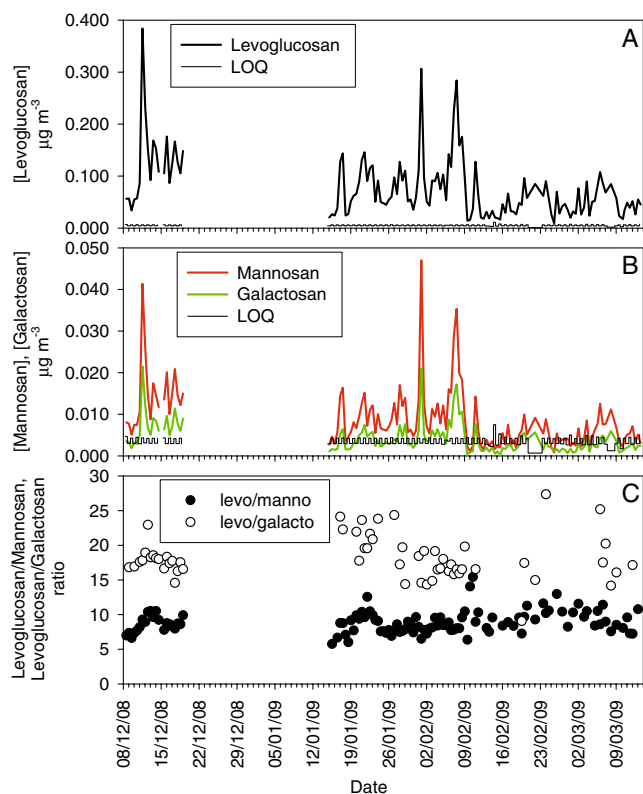 A
0.400
0.300
0.200
0.100
0.000
[Levoglucosan]
µg m-3
Levoglucosan
LOQ
B
0.050
0.040
0.030
0.020
0.010
0.000
[Mannosan], [Galactosan]
µg m-3
Mannosan
Galactosan
LOQ
C
30
25
20
15
10
5
0
Levoglucosan/Mannosan,
Levoglucosan/Galactosan
ratio
levo/manno
levo/galacto
08/12/08
15/12/08
22/12/08
29/12/08
05/01/09
12/01/09
19/01/09
26/01/09
02/02/09
09/02/09
16/02/09
23/02/09
02/03/09
09/03/09
Date